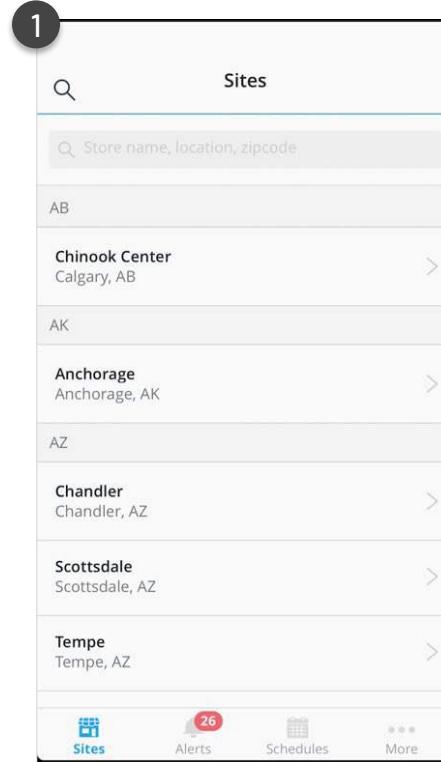 1
Sites
Store name, location, zipcode
AB
Chinook Center
Calgary, AB
AK
Anchorage
Anchorage, AK
AZ
Chandler
Chandler, AZ
Scottsdale
Scottsdale, AZ
Tempe
Tempe, AZ
26
Sites Alerts Schedules More